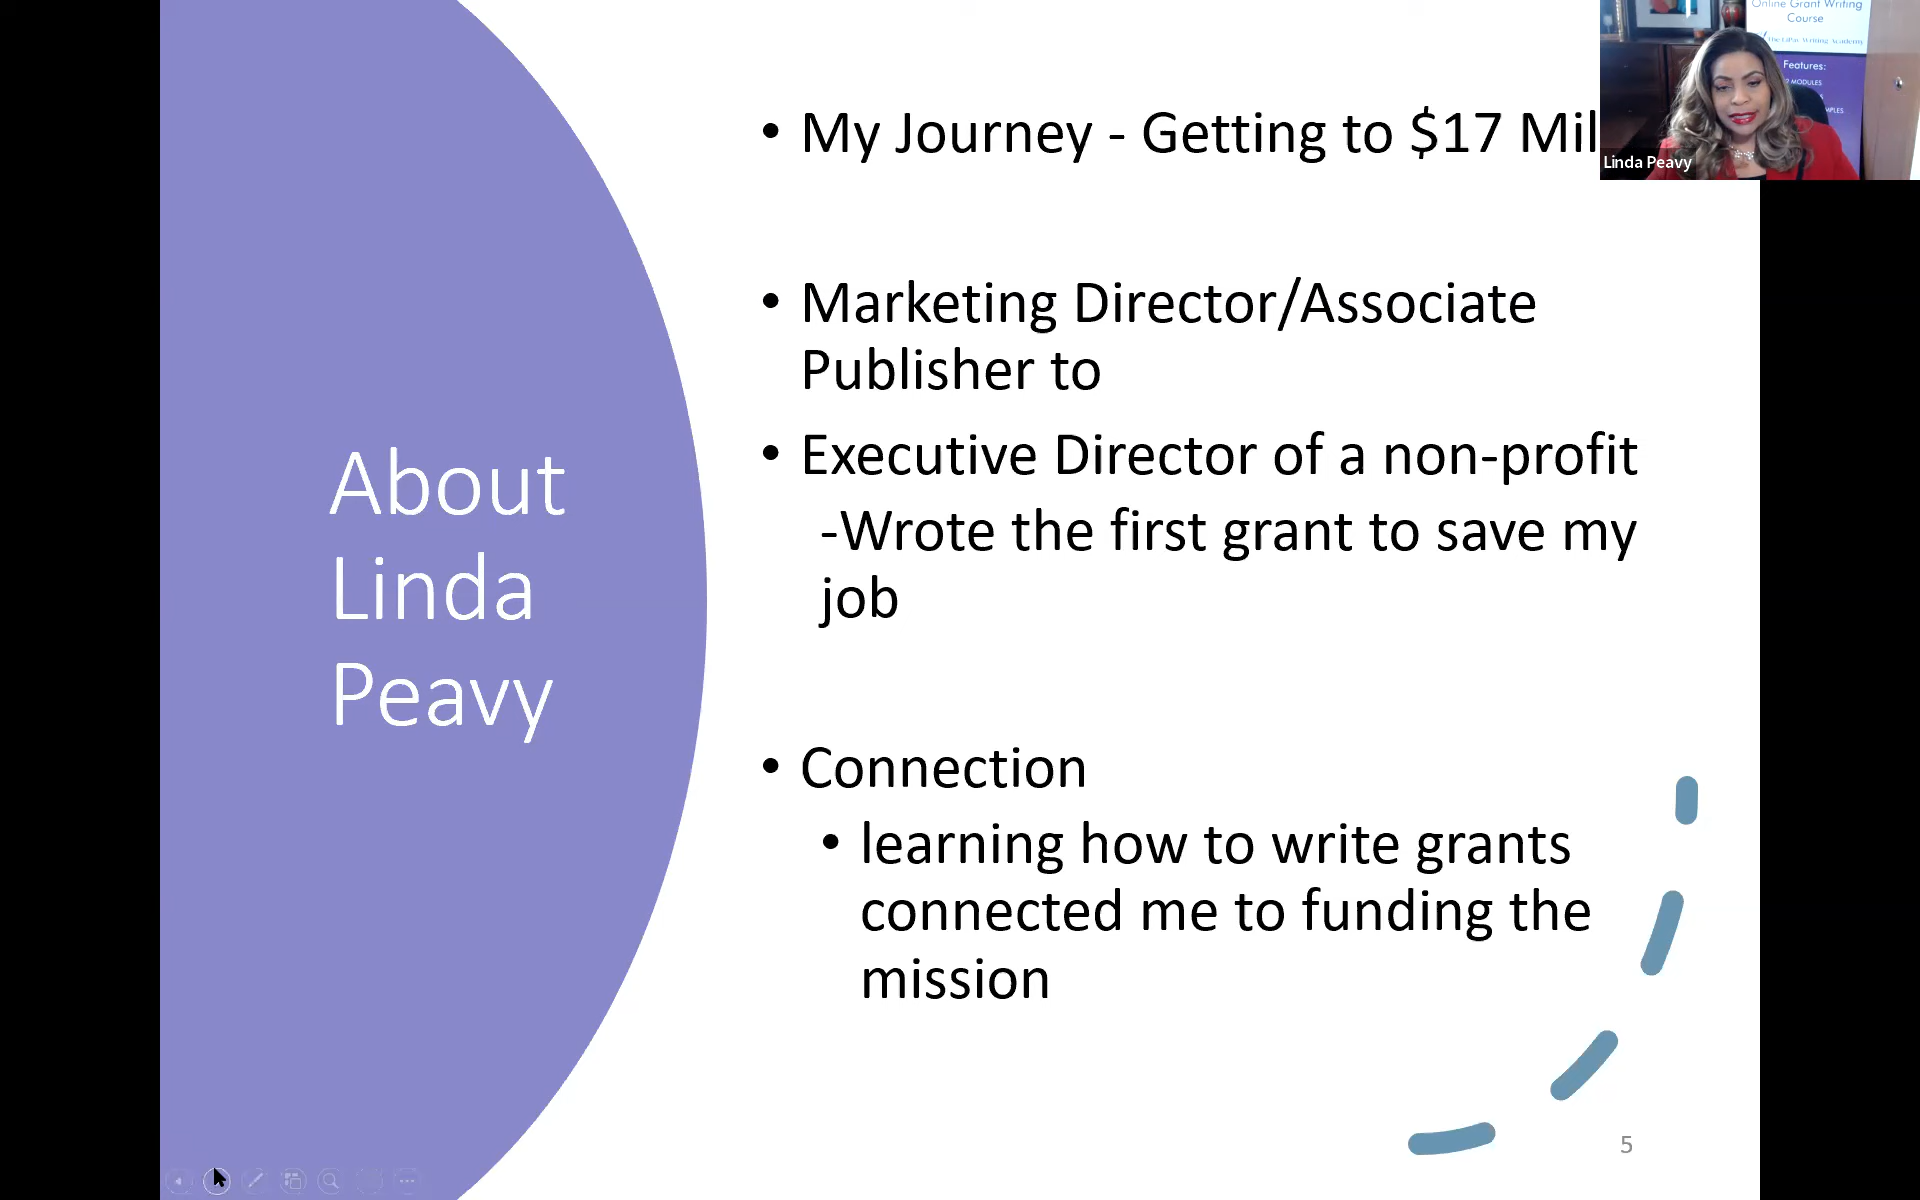 About
Linda
Peavy
• My Journey - Getting to $17 Mil
• Marketing Director/Associate
Publisher to
• Executive Director of a non-profit
-Wrote the first grant to save my
job
• Connection
• learning how to write grants
connected me to funding the
mission
5
Online Grant Writing
Course
Writing Academy
Features:
MODULES
Linda Peavy